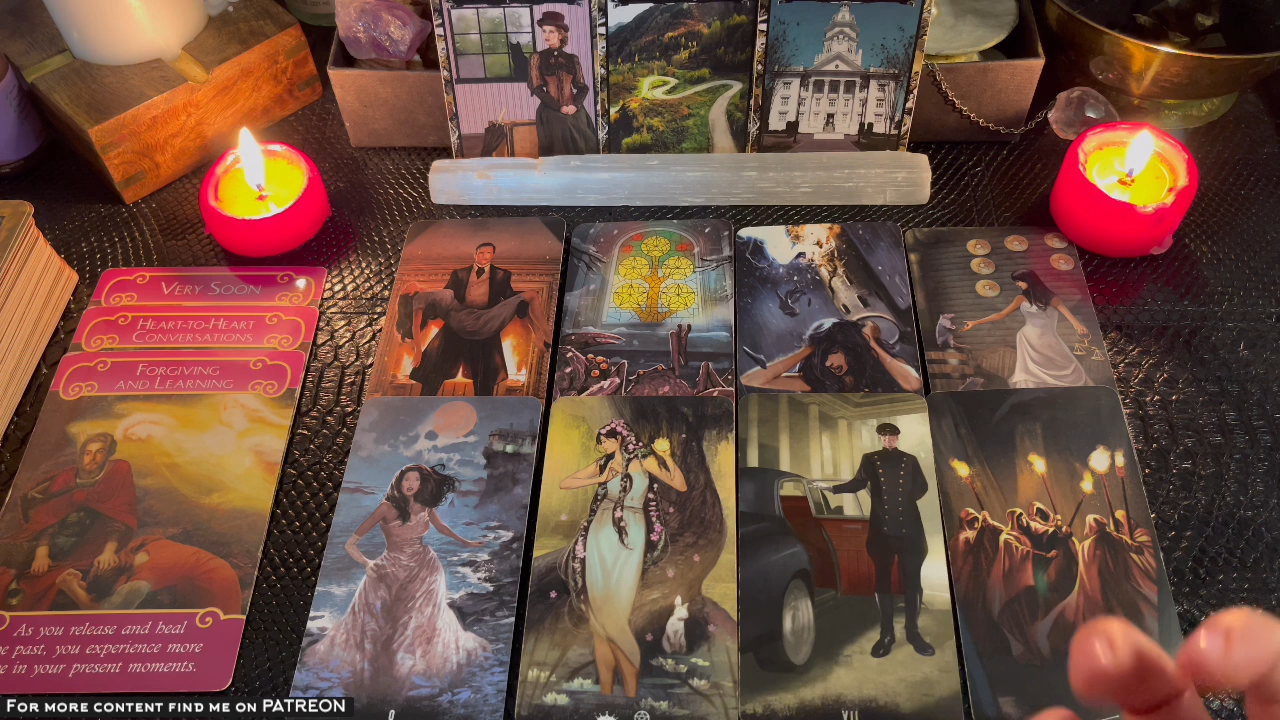 VERY SOON
HEART-TO-HEART
CONVERSATIONS
FORGIVING
AND LEARNING
As you release and heal
past, you experience more
in your present moments.
VII
FOR MORE CONTENT FIND ME ON PATREON